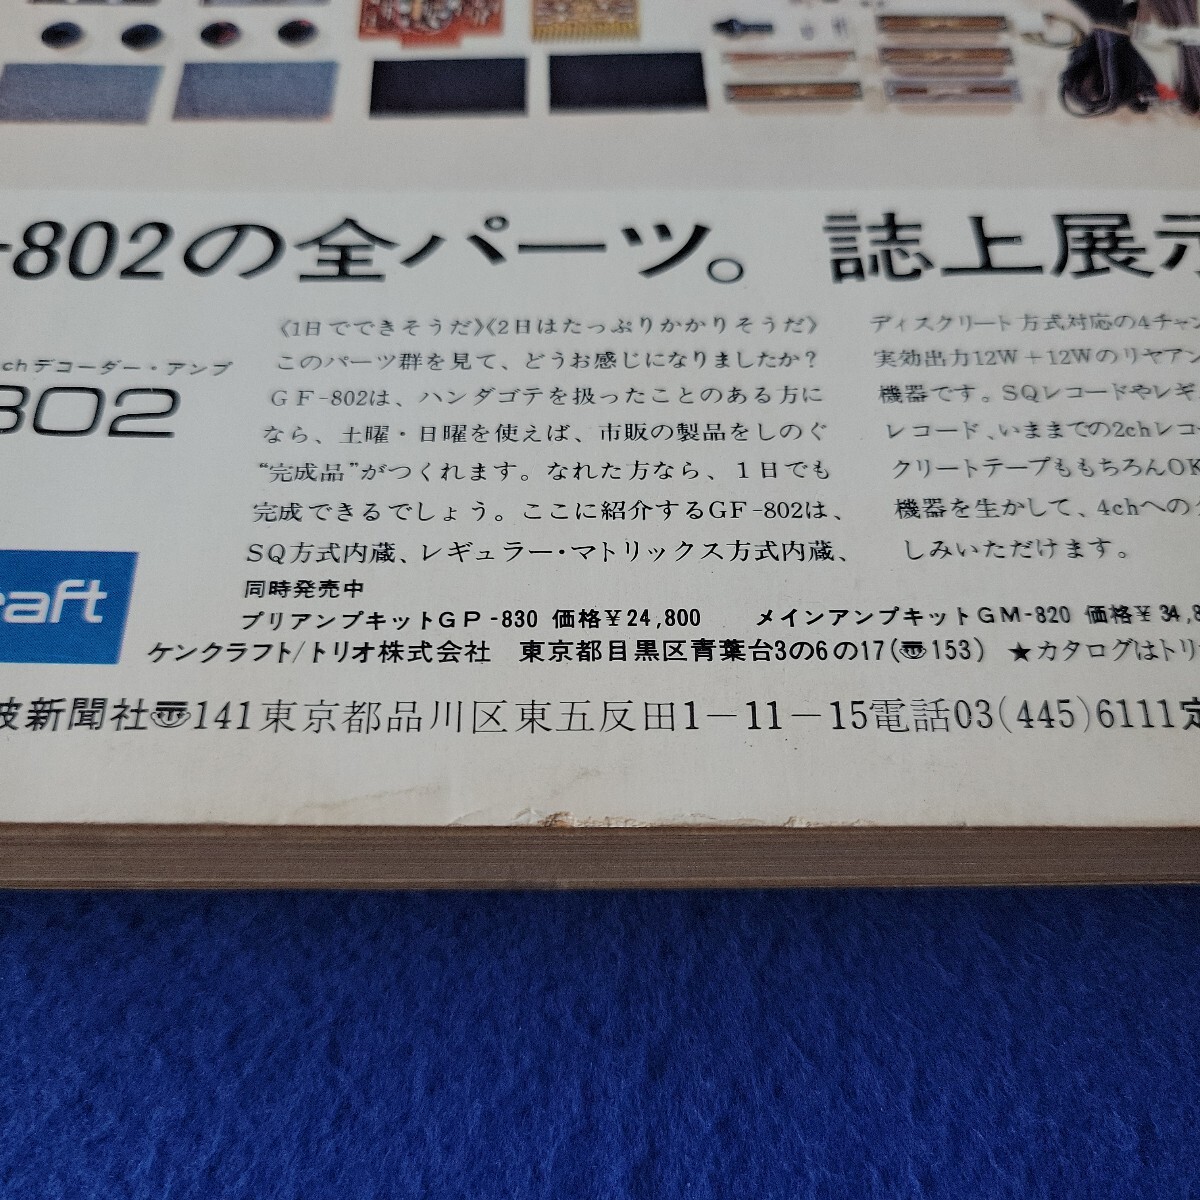 -802の全パーツ。 誌上展示
chデコーダー・アンプ
802
《1日でできそうだ》《2日はたっぷりかかりそうだ》
このパーツ群を見て、どうお感じになりましたか？
GF-802は、ハンダゴテを扱ったことのある方に
なら、土曜・日曜を使えば、市販の製品をしのぐ
“完成品”がつくれます。なれた方なら、1日でも
完成できるでしょう。ここに紹介するGF-802は、
SQ方式内蔵、レギュラー・マトリックス方式内蔵、
ディスクリート方式対応の4チャン
実効出力12W+12Wのリヤアン
機器です。SQレコードやレギ
レコード、いままでの2chレコ
クリートテープももちろんOK
機器を生かして、4chへの
しみいただけます。
raft
同時発売中
プリアンプキットGP-830 価格¥24,800 メインアンプキットGM-820 価格¥34,8
ケンクラフト/トリオ株式会社 東京都目黒区青葉台3の6の17(〠153) ★カタログはトリ
波新聞社〠141東京都品川区東五反田1－11－15電話03(445)6111定